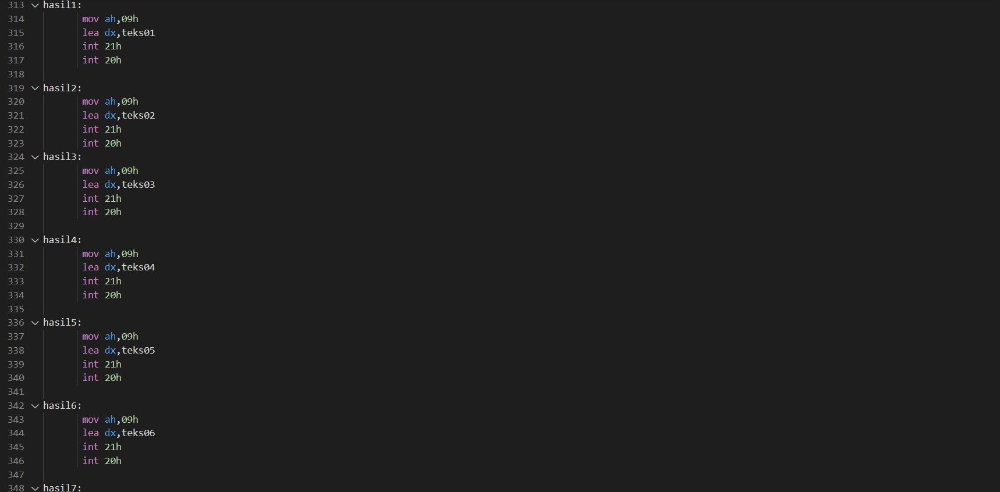 313 hasil1:
314 mov ah,09h
315 lea dx,teks01
316 int 21h
317 int 20h
318
319 hasil2:
320 mov ah,09h
321 lea dx,teks02
322 int 21h
323 int 20h
324 hasil3:
325 mov ah,09h
326 lea dx,teks03
327 int 21h
328 int 20h
329
330 hasil4:
331 mov ah,09h
332 lea dx,teks04
333 int 21h
334 int 20h
335
336 hasil5:
337 mov ah,09h
338 lea dx,teks05
339 int 21h
340 int 20h
341
342 hasil6:
343 mov ah,09h
344 lea dx,teks06
345 int 21h
346 int 20h
347
348 hasil7: